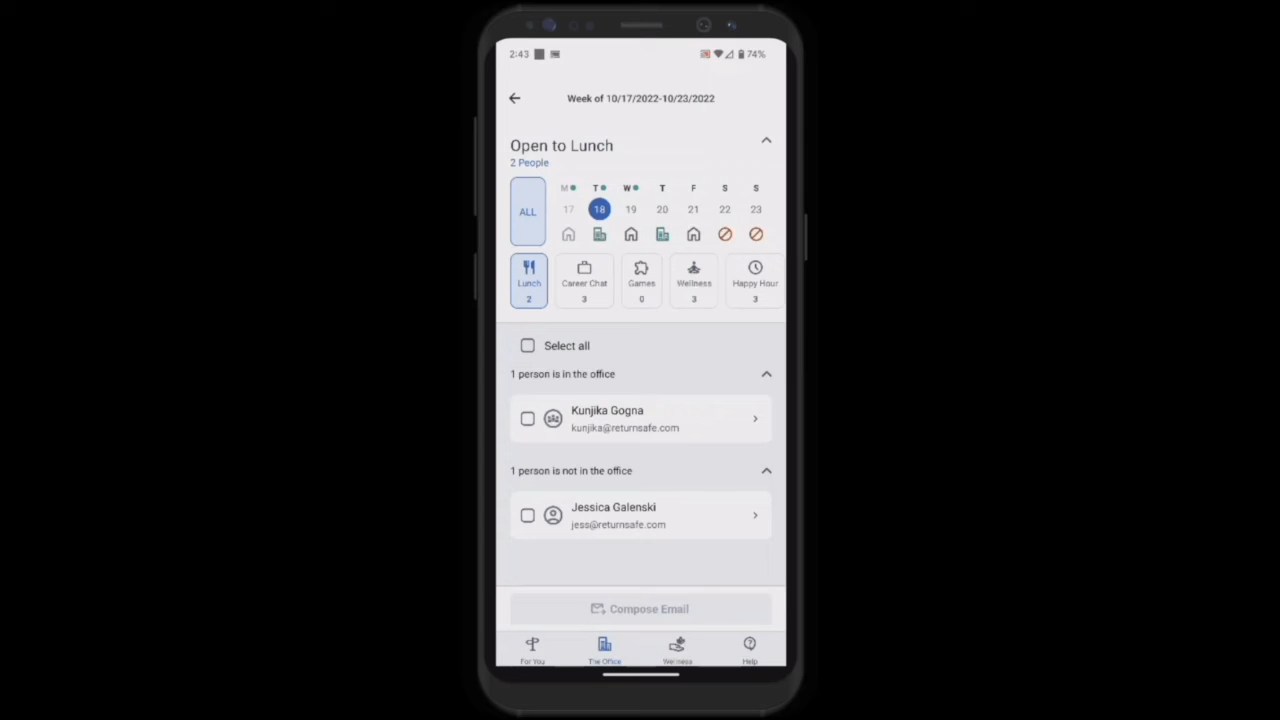 2:43
74%
Week of 10/17/2022-10/23/2022
Open to Lunch
2 People
ALL
M T W T F S S
17 18 19 20 21 22 23
Lunch Career Chat Games Wellness Happy Hour
2 3 0 3 3
Select all
1 person is in the office
Kunjika Gogna
kunjika@returnsafe.com
1 person is not in the office
Jessica Galenski
jess@returnsafe.com
Compose Email
For You The Office Wellness Help